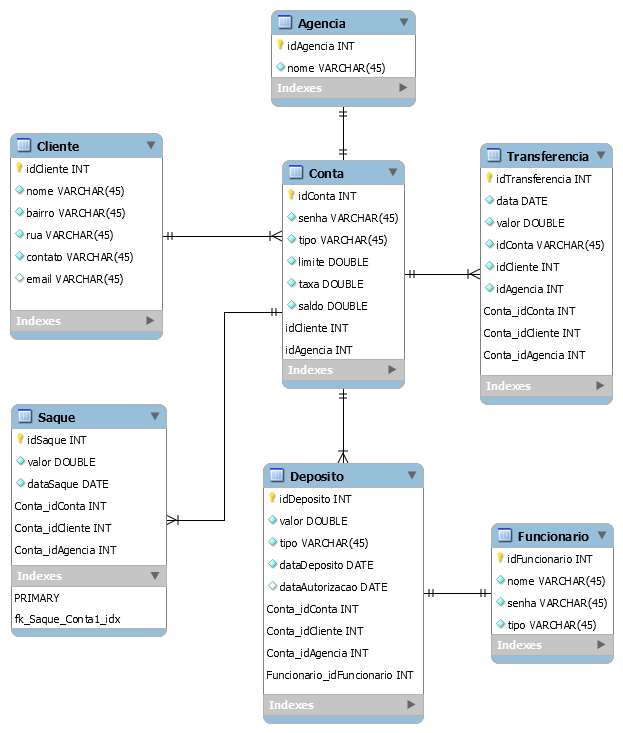 Agencia
idAgencia INT
nome VARCHAR(45)
Indexes
Cliente
idCliente INT
nome VARCHAR(45)
bairro VARCHAR(45)
rua VARCHAR(45)
contato VARCHAR(45)
email VARCHAR(45)
Indexes
Conta
idConta INT
senha VARCHAR(45)
tipo VARCHAR(45)
limite DOUBLE
taxa DOUBLE
saldo DOUBLE
idCliente INT
idAgencia INT
Indexes
Transferencia
idTransferencia INT
data DATE
valor DOUBLE
idConta VARCHAR(45)
idCliente INT
idAgencia INT
Conta_idConta INT
Conta_idCliente INT
Conta_idAgencia INT
Indexes
Saque
idSaque INT
valor DOUBLE
dataSaque DATE
Conta_idConta INT
Conta_idCliente INT
Conta_idAgencia INT
Indexes
PRIMARY
fk_Saque_Conta1_idx
Deposito
idDeposito INT
valor DOUBLE
tipo VARCHAR(45)
dataDeposito DATE
dataAutorizacao DATE
Conta_idConta INT
Conta_idCliente INT
Conta_idAgencia INT
Funcionario_idFuncionario INT
Indexes
Funcionario
idFuncionario INT
nome VARCHAR(45)
senha VARCHAR(45)
tipo VARCHAR(45)
Indexes